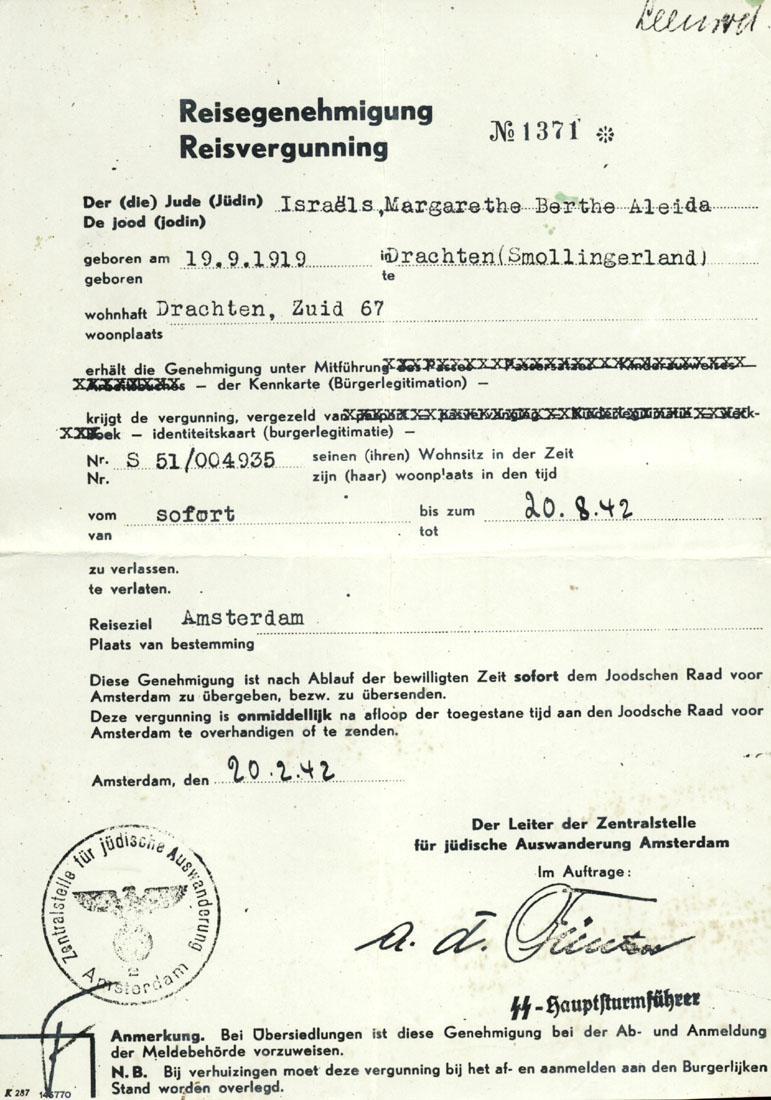 Reisegenehmigung
Reisvergunning
№ 1371 ✻
Der (die) Jude (Jüdin) Israëls, Margarethe Berthe Aleida
De jood (jodin)
geboren am 19.9.1919 in Drachten(Smollingerland)
geboren te
wohnhaft Drachten, Zuid 67
woonplaats
erhält die Genehmigung unter Mitführung des Passes Passersatzes Kinderausweises
Arbeitsbuches — der Kennkarte (Bürgerlegitimation) —
krijgt de vergunning, vergezeld van
boek — identiteitskaart (burgerlegitimatie) —
Nr. S 51/004935 seinen (ihren) Wohnsitz in der Zeit
Nr. zijn (haar) woonplaats in den tijd
vom sofort bis zum 20.8.42
van tot
zu verlassen.
te verlaten.
Reiseziel Amsterdam
Plaats van bestemming
Diese Genehmigung ist nach Ablauf der bewilligten Zeit sofort dem Joodschen Raad voor
Amsterdam zu übergeben, bezw. zu übersenden.
Deze vergunning is onmiddellijk na afloop der toegestane tijd aan den Joodsche Raad voor
Amsterdam te overhandigen of te zenden.
Amsterdam, den 20.2.42
Der Leiter der Zentralstelle
für jüdische Auswanderung Amsterdam
Im Auftrage:
a. d.
SS-Hauptsturmführer
Zentralstelle für jüdische Auswanderung
Amsterdam
Anmerkung. Bei Übersiedlungen ist diese Genehmigung bei der Ab- und Anmeldung
der Meldebehörde vorzuweisen.
N.B. Bij verhuizingen moet deze vergunning bij het af- en aanmelden aan den Burgerlijken
Stand worden overlegd.
K 287